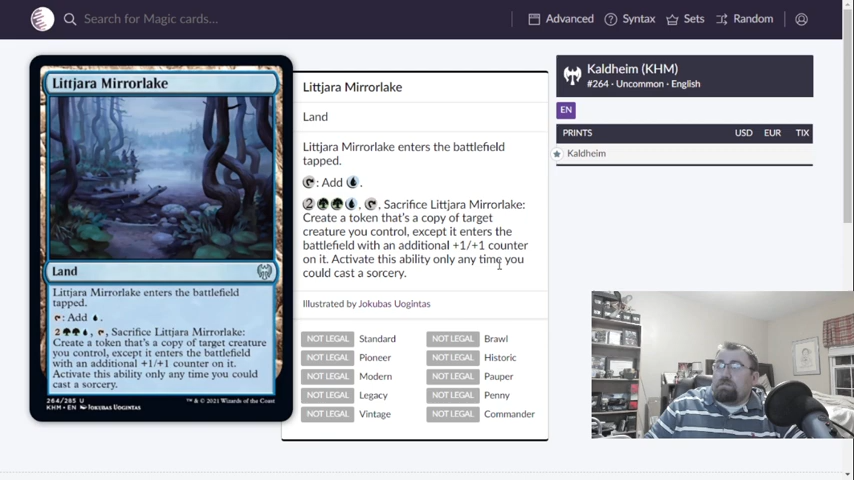 Search for Magic cards...
Advanced
Syntax
Sets
Random
Littjara Mirrorlake
Land
Littjara Mirrorlake enters the battlefield
tapped.
: Add .
2 , , Sacrifice Littjara Mirrorlake:
Create a token that's a copy of target creature
you control, except it enters the battlefield
with an additional +1/+1 counter on it.
Activate this ability only any time you could
cast a sorcery.
264/285 U
KHM • EN Jokubas Uogintas
™ & © 2021 Wizards of the Coast
Littjara Mirrorlake
Land
Littjara Mirrorlake enters the battlefield
tapped.
: Add .
2 , , Sacrifice Littjara Mirrorlake:
Create a token that's a copy of target
creature you control, except it enters the
battlefield with an additional +1/+1 counter
on it. Activate this ability only any time you
could cast a sorcery.
Illustrated by Jokubas Uogintas
NOT LEGAL Standard NOT LEGAL Brawl
NOT LEGAL Pioneer NOT LEGAL Historic
NOT LEGAL Modern NOT LEGAL Pauper
NOT LEGAL Legacy NOT LEGAL Penny
NOT LEGAL Vintage NOT LEGAL Commander
Kaldheim (KHM)
#264 · Uncommon · English
EN
PRINTS USD EUR TIX
Kaldheim